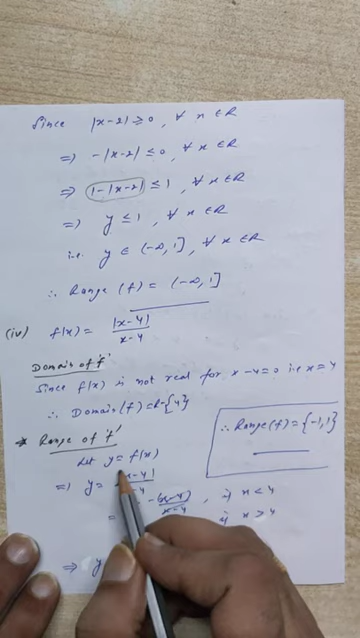 Since |x-2| ≥ 0, ∀ x ∈ R
⇒ -|x-2| ≤ 0, ∀ x ∈ R
⇒ 1-|x-2| ≤ 1, ∀ x ∈ R
⇒ y ≤ 1, ∀ x ∈ R
i.e. y ∈ (-∞, 1], ∀ x ∈ R
∴ Range (f) = (-∞, 1]
(iv) f(x) = |x-4| / x-4
Domain of 'f'
Since f(x) is not real for x-4=0 i.e x=4
∴ Domain (f) = R-{4}
* Range of 'f'
∴ Range (f) = {-1, 1}
Let y = f(x)
⇒ y =
= -(x-4) / x-4, if x < 4
if x > 4
⇒ y